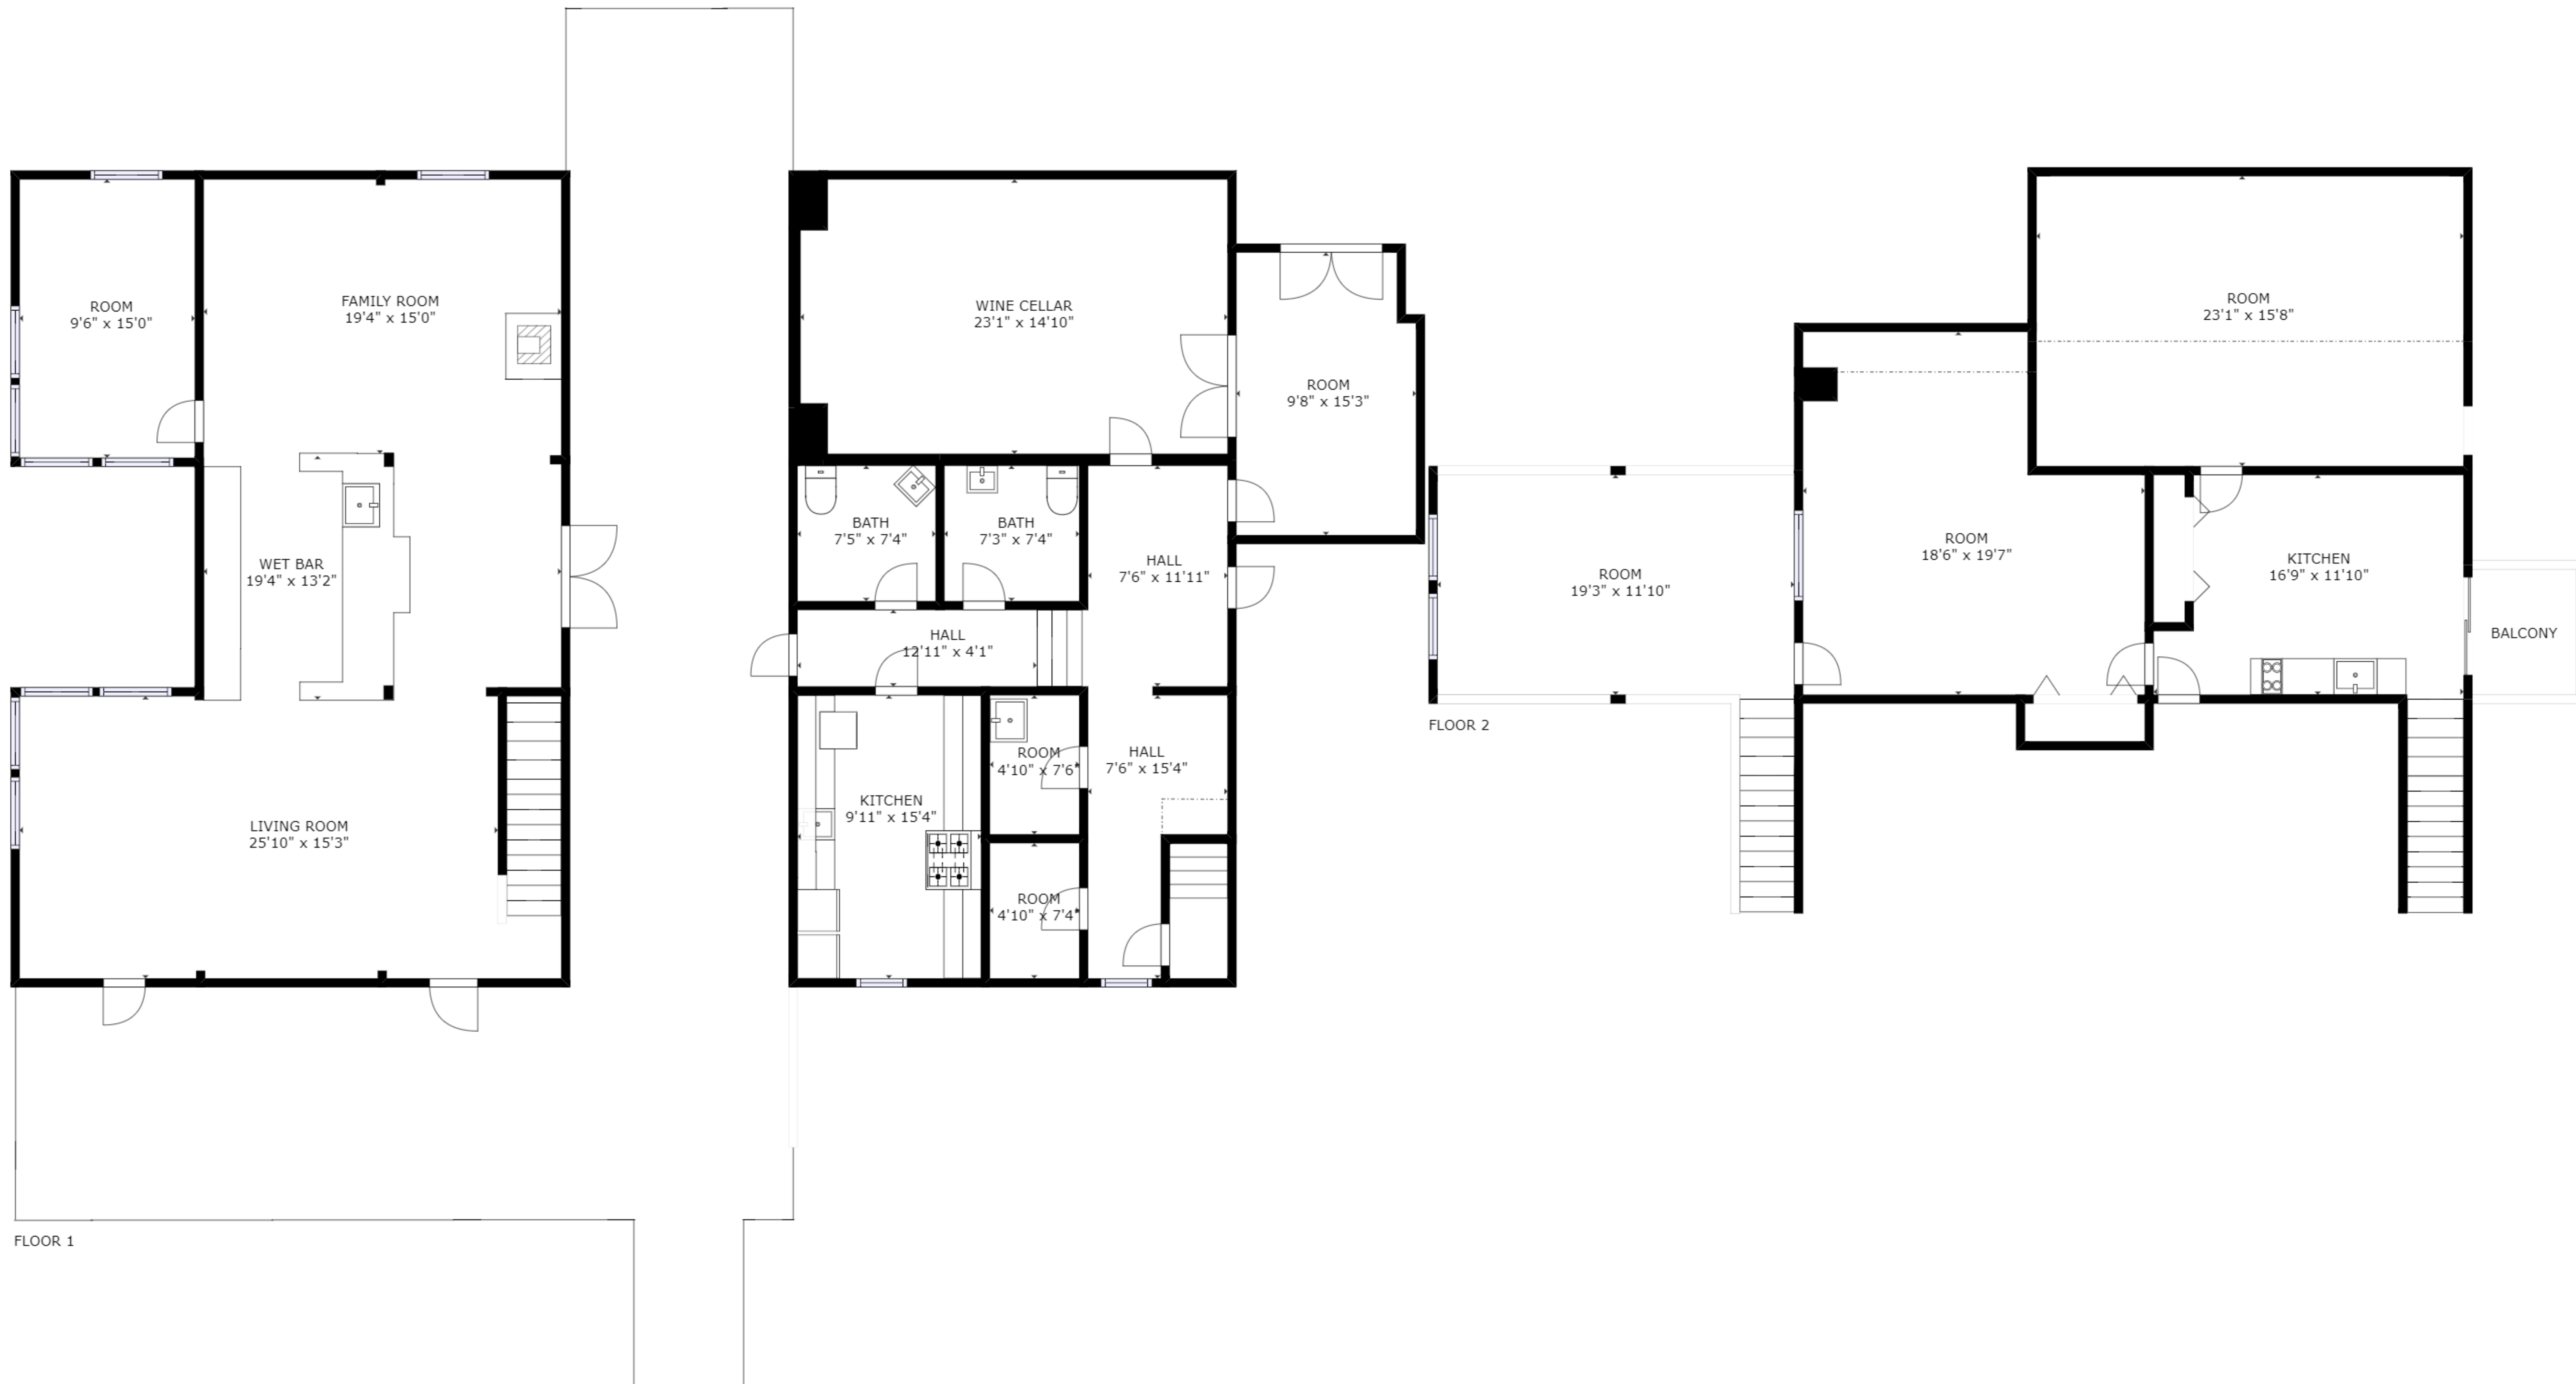 ROOM
9'6" x 15'0"
FAMILY ROOM
19'4" x 15'0"
WET BAR
19'4" x 13'2"
LIVING ROOM
25'10" x 15'3"
FLOOR 1
WINE CELLAR
23'1" x 14'10"
ROOM
9'8" x 15'3"
BATH
7'5" x 7'4"
BATH
7'3" x 7'4"
HALL
7'6" x 11'11"
HALL
12'11" x 4'1"
KITCHEN
9'11" x 15'4"
ROOM
4'10" x 7'6"
HALL
7'6" x 15'4"
ROOM
4'10" x 7'4"
ROOM
19'3" x 11'10"
FLOOR 2
ROOM
18'6" x 19'7"
ROOM
23'1" x 15'8"
KITCHEN
16'9" x 11'10"
BALCONY